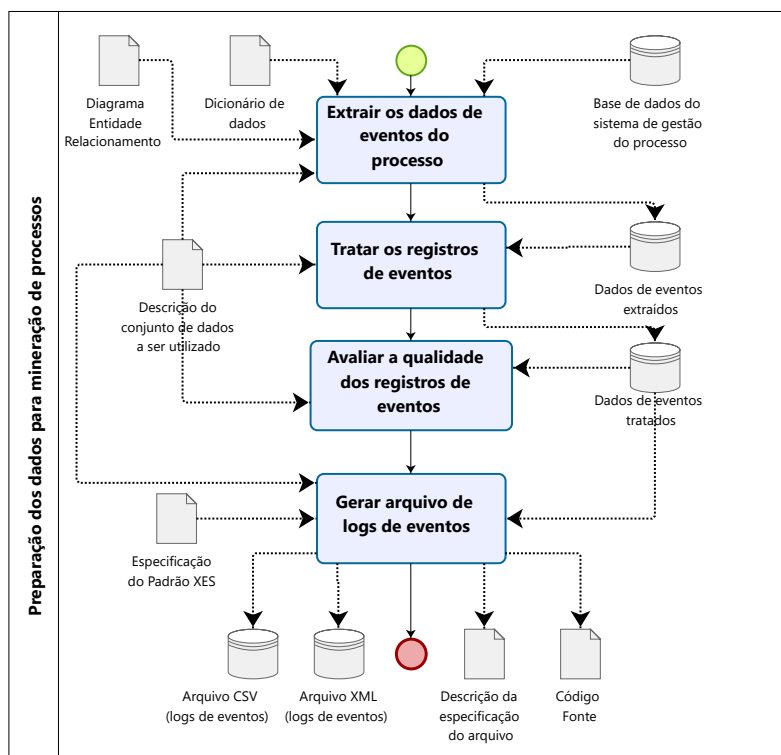 Preparação dos dados para mineração de processos
Diagrama
Entidade
Relacionamento
Dicionário de
dados
Base de dados do
sistema de gestão
do processo
Extrair os dados de
eventos do
processo
Descrição do
conjunto de dados
a ser utilizado
Tratar os registros
de eventos
Dados de eventos
extraídos
Avaliar a qualidade
dos registros de
eventos
Dados de eventos
tratados
Gerar arquivo de
logs de eventos
Especificação
do Padrão XES
Arquivo CSV
(logs de eventos)
Arquivo XML
(logs de eventos)
Descrição da
especificação
do arquivo
Código
Fonte